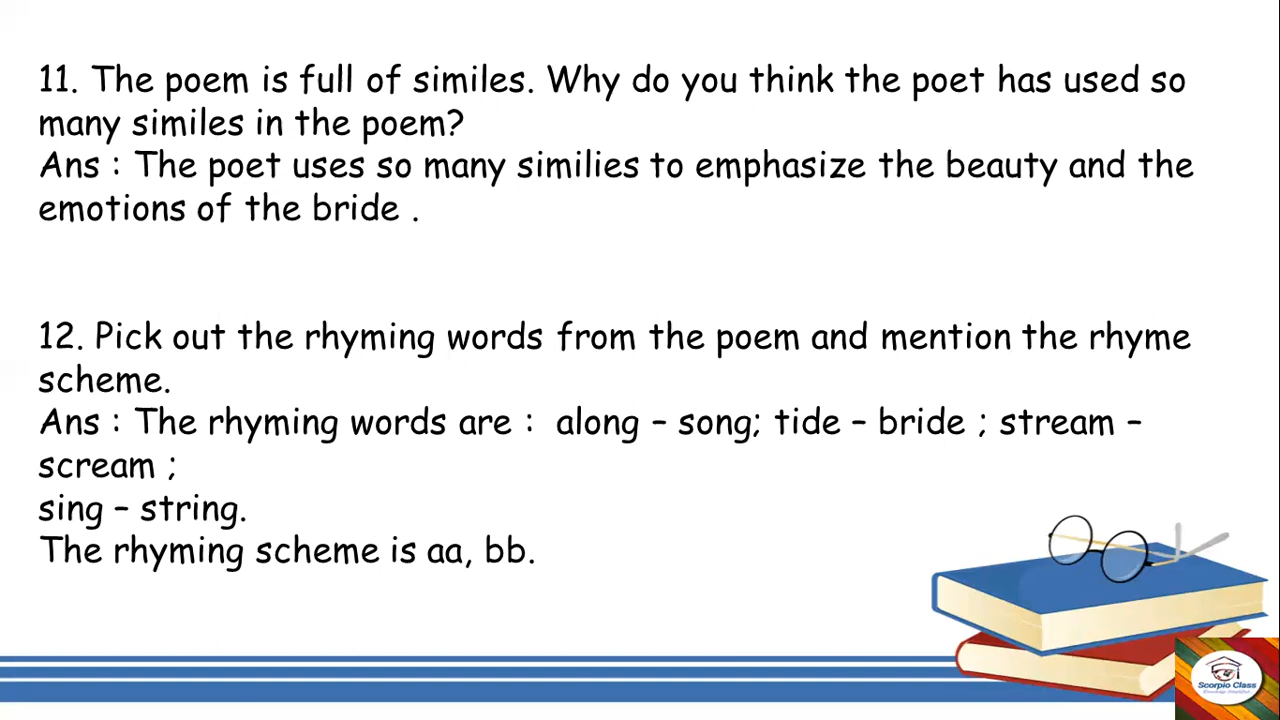 11. The poem is full of similes. Why do you think the poet has used so
many similes in the poem?
Ans : The poet uses so many similies to emphasize the beauty and the
emotions of the bride .
12. Pick out the rhyming words from the poem and mention the rhyme
scheme.
Ans : The rhyming words are :  along – song; tide – bride ; stream –
scream ;
sing – string.
The rhyming scheme is aa, bb.
Scorpio Class